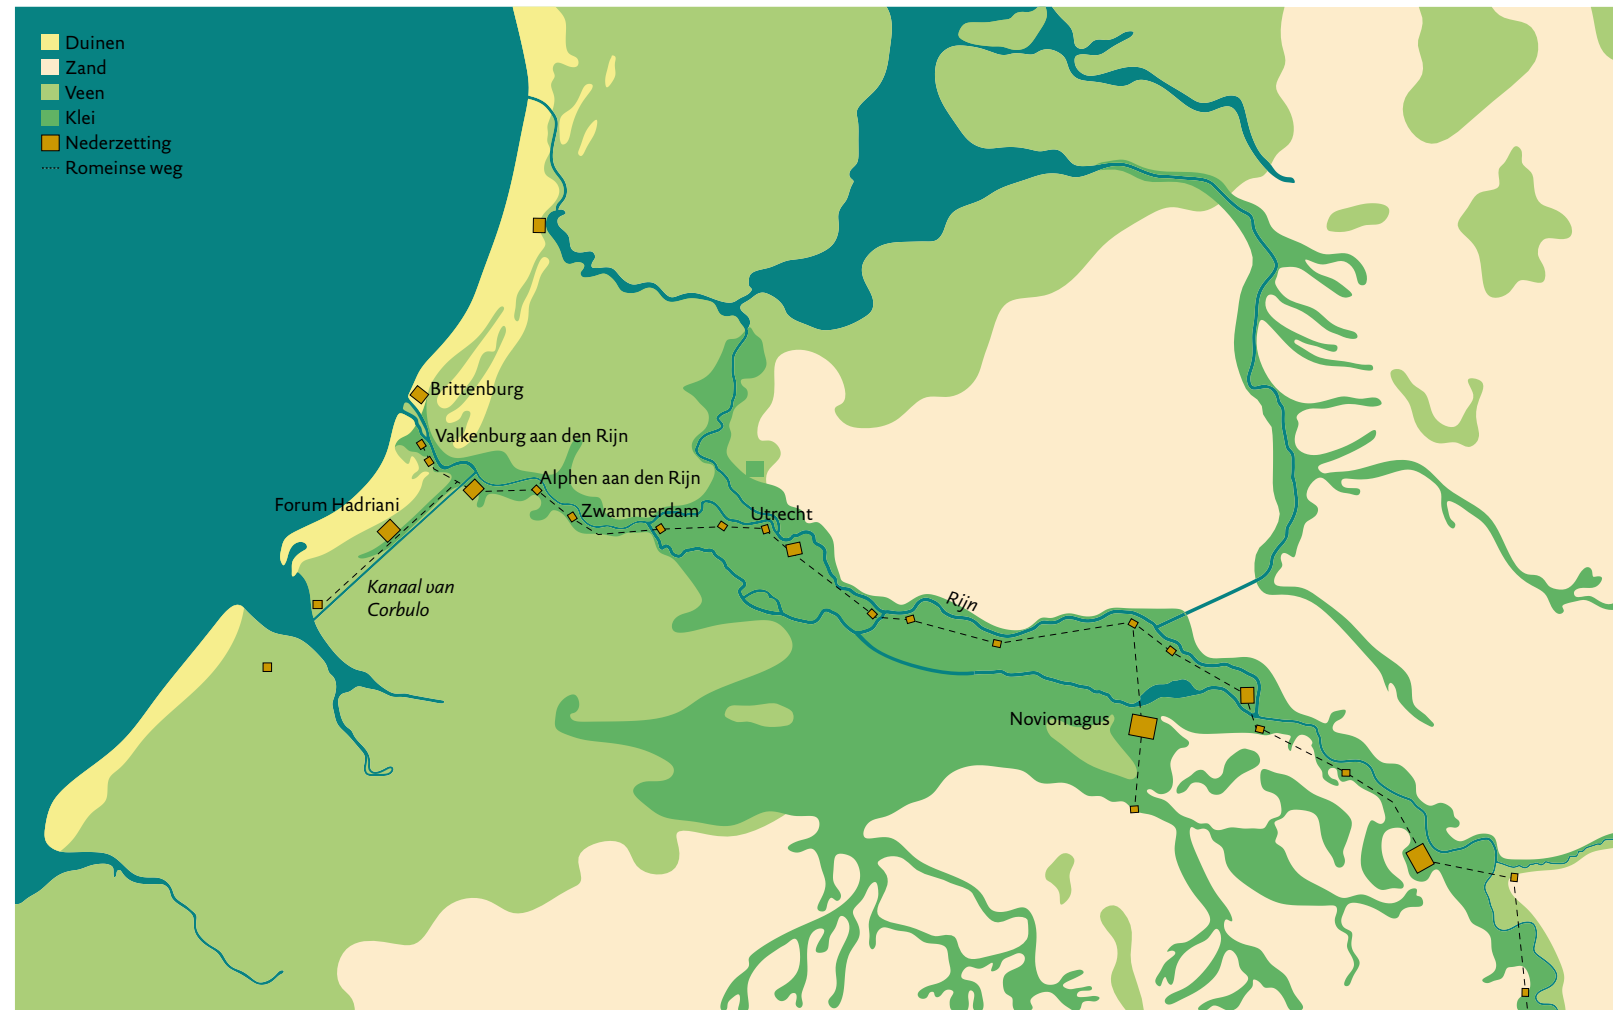 Duinen
Zand
Veen
Klei
Nederzetting
Romeinse weg
Brittenburg
Valkenburg aan den Rijn
Alphen aan den Rijn
Forum Hadriani
Zwammerdam
Utrecht
Kanaal van
Corbulo
Rijn
Noviomagus